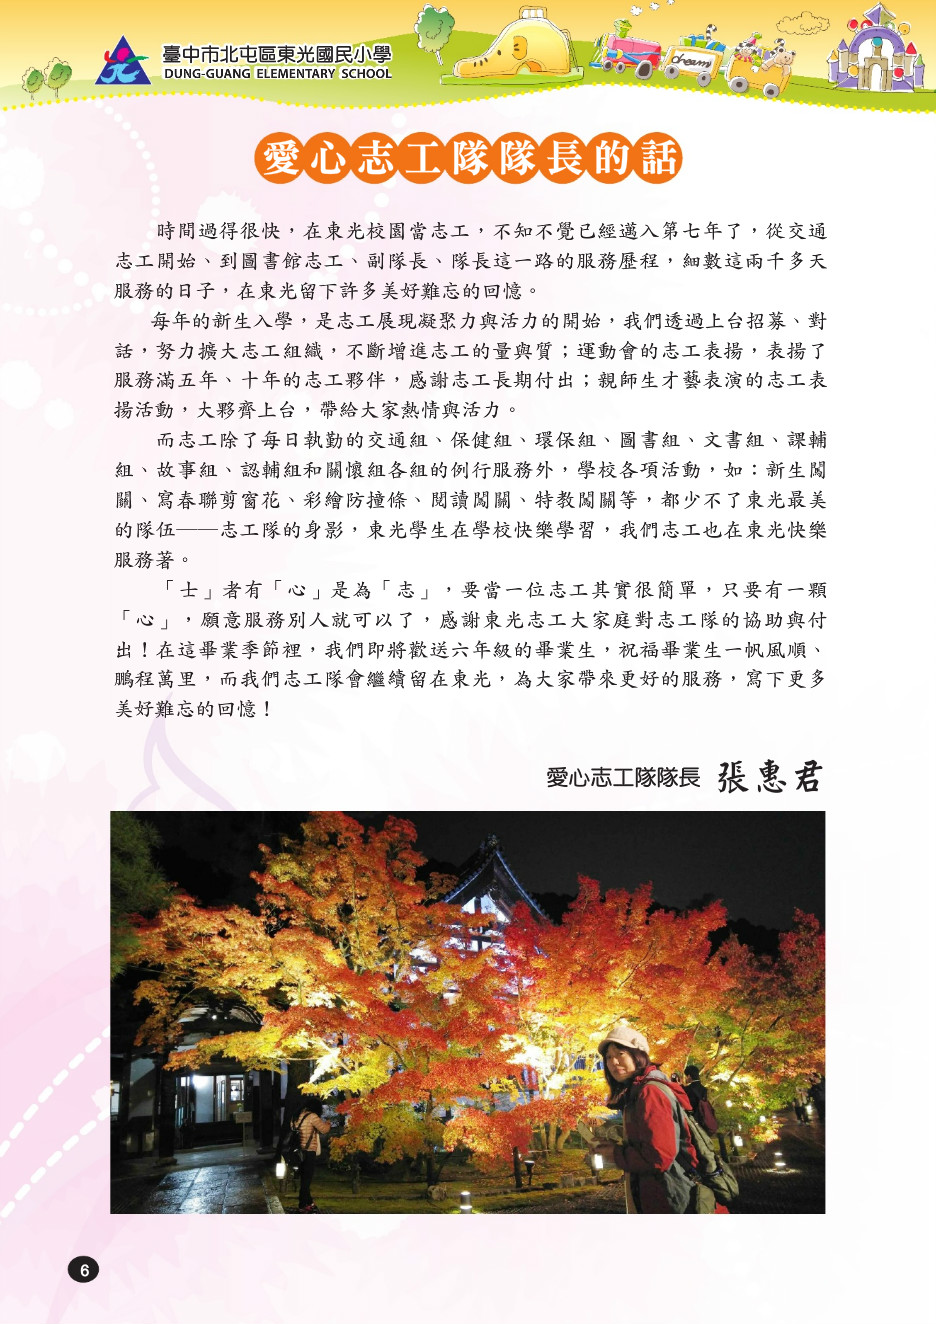 臺中市北屯區東光國民小學
DUNG-GUANG ELEMENTARY SCHOOL
dream
愛心志工隊隊長的話
時間過得很快，在東光校園當志工，不知不覺已經邁入第七年了，從交通
志工開始、到圖書館志工、副隊長、隊長這一路的服務歷程，細數這兩千多天
服務的日子，在東光留下許多美好難忘的回憶。
每年的新生入學，是志工展現凝聚力與活力的開始，我們透過上台招募、對
話，努力擴大志工組織，不斷增進志工的量與質；運動會的志工表揚，表揚了
服務滿五年、十年的志工夥伴，感謝志工長期付出；親師生才藝表演的志工表
揚活動，大夥齊上台，帶給大家熱情與活力。
而志工除了每日執勤的交通組、保健組、環保組、圖書組、文書組、課輔
組、故事組、認輔組和關懷組各組的例行服務外，學校各項活動，如：新生闖
關、寫春聯剪窗花、彩繪防撞條、閱讀闖關、特教闖關等，都少不了東光最美
的隊伍——志工隊的身影，東光學生在學校快樂學習，我們志工也在東光快樂
服務著。
「士」者有「心」是為「志」，要當一位志工其實很簡單，只要有一顆
「心」，願意服務別人就可以了，感謝東光志工大家庭對志工隊的協助與付
出！在這畢業季節裡，我們即將歡送六年級的畢業生，祝福畢業生一帆風順、
鵬程萬里，而我們志工隊會繼續留在東光，為大家帶來更好的服務，寫下更多
美好難忘的回憶！
愛心志工隊隊長 張惠君
6